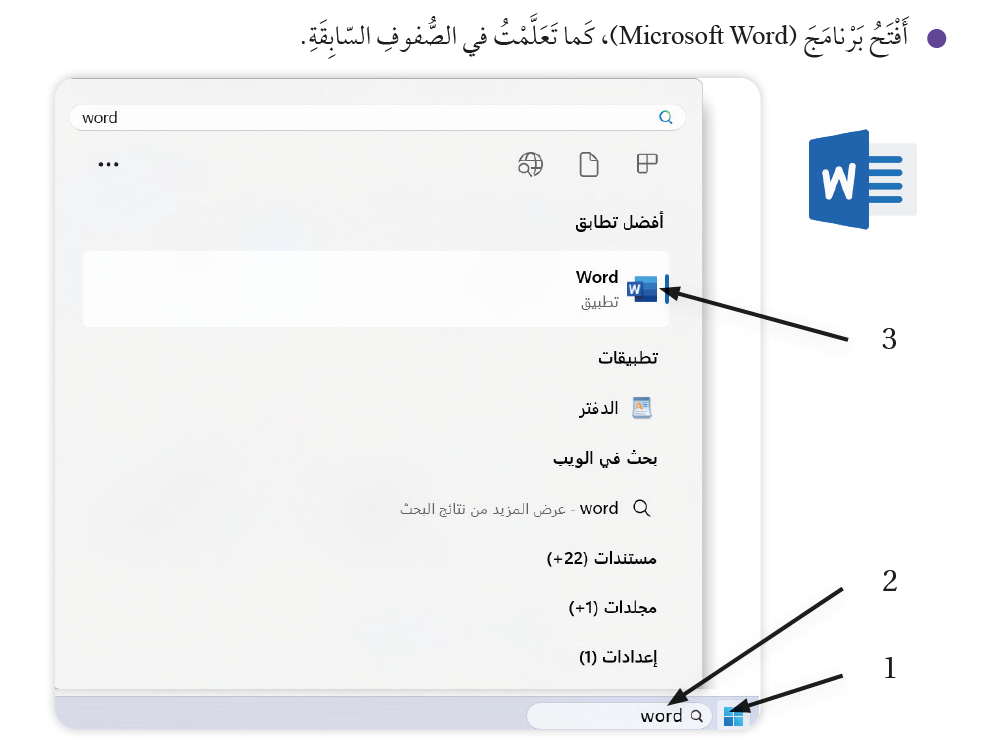 أَفْتَحُ بَرْنامَجَ (Microsoft Word)، كَما تَعَلَّمْتُ في الصُّفوفِ السّابِقَةِ.
word
أفضل تطابق
Word
تطبيق
3
تطبيقات
الدفتر
بحث في الويب
word - عرض المزيد من نتائج البحث
مستندات (22+)
مجلدات (1+)
إعدادات (1)
2
1
word
W
W